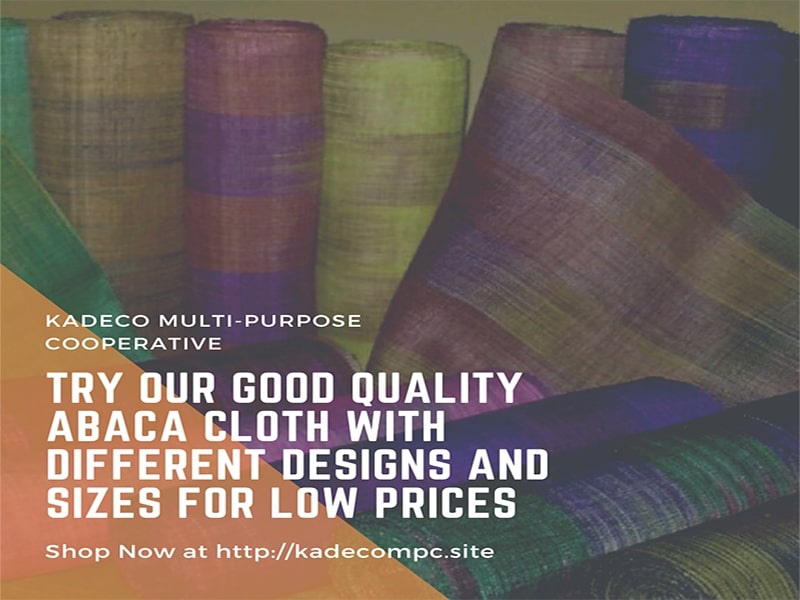 KADECO MULTI-PURPOSE
COOPERATIVE
TRY OUR GOOD QUALITY
ABACA CLOTH WITH
DIFFERENT DESIGNS AND
SIZES FOR LOW PRICES
Shop Now at http://kadecompc.site